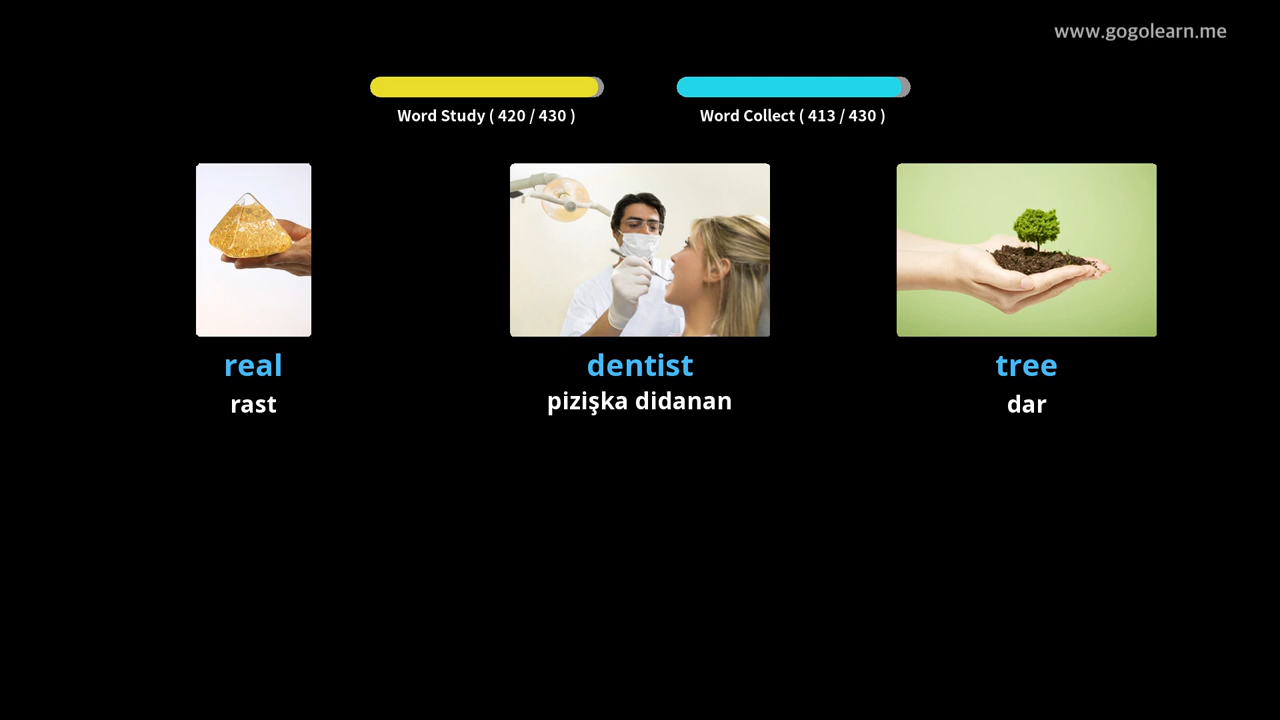 www.gogolearn.me
Word Study ( 420 / 430 )
Word Collect ( 413 / 430 )
real
dentist
tree
rast
pizişka didanan
dar